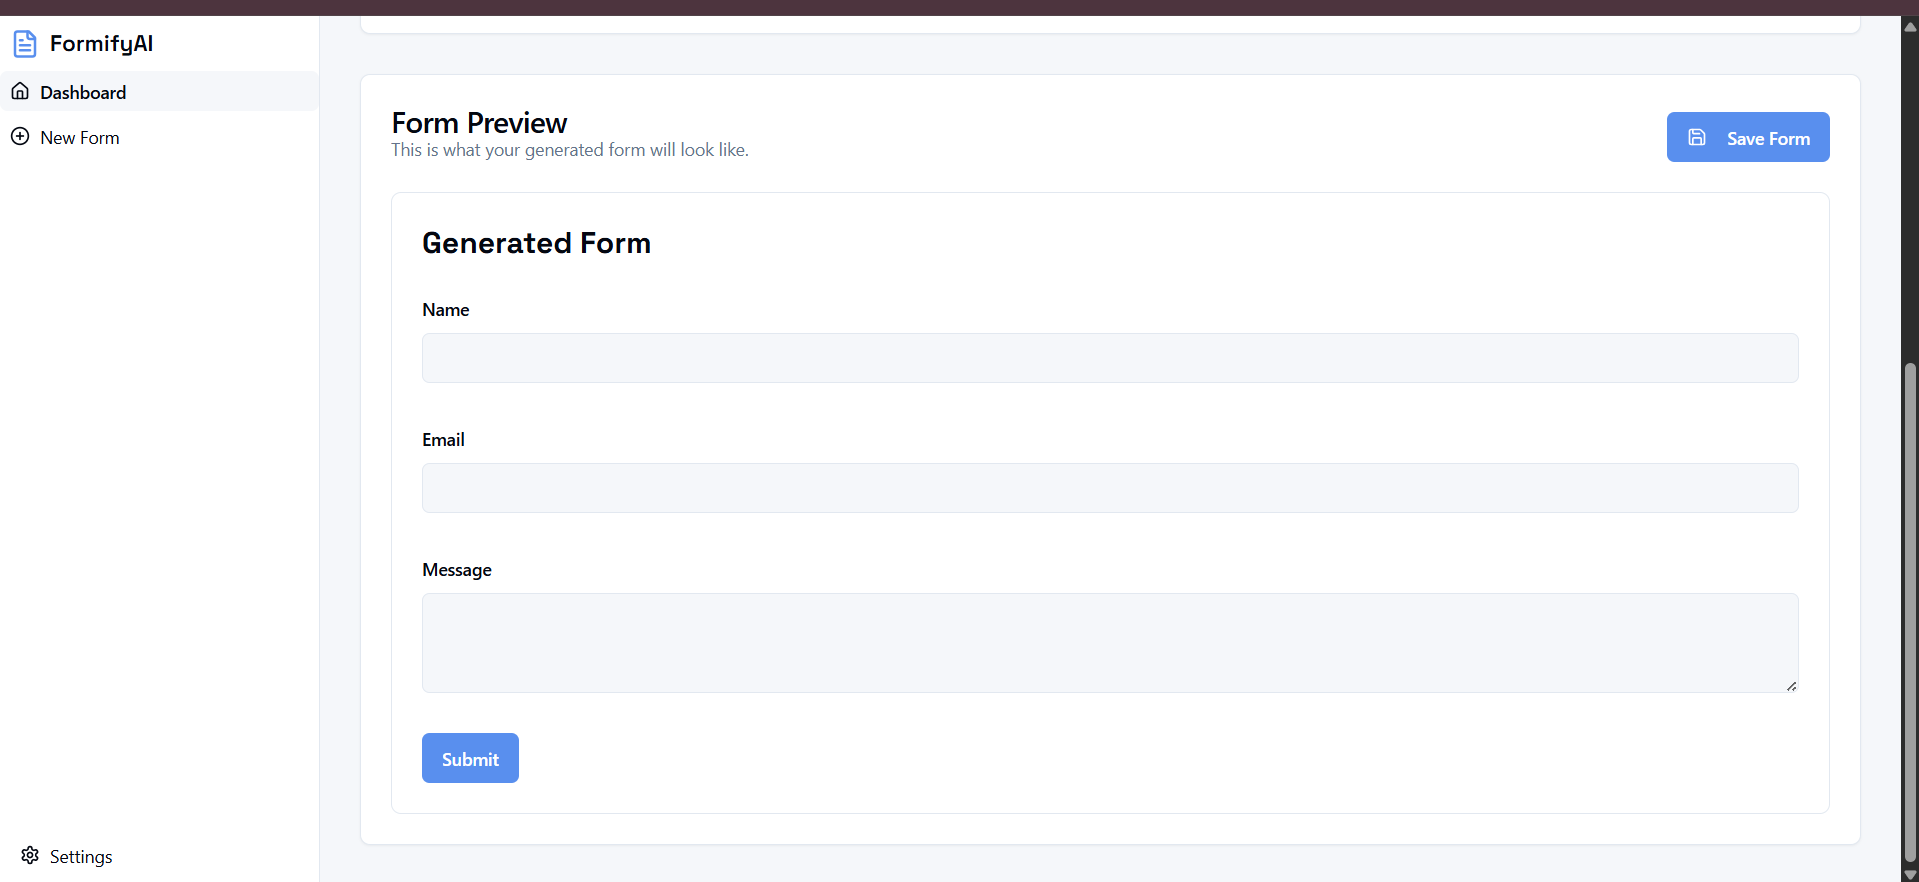 FormifyAI
Dashboard
New Form
Settings
Form Preview
This is what your generated form will look like.
Save Form
Generated Form
Name
Email
Message
Submit